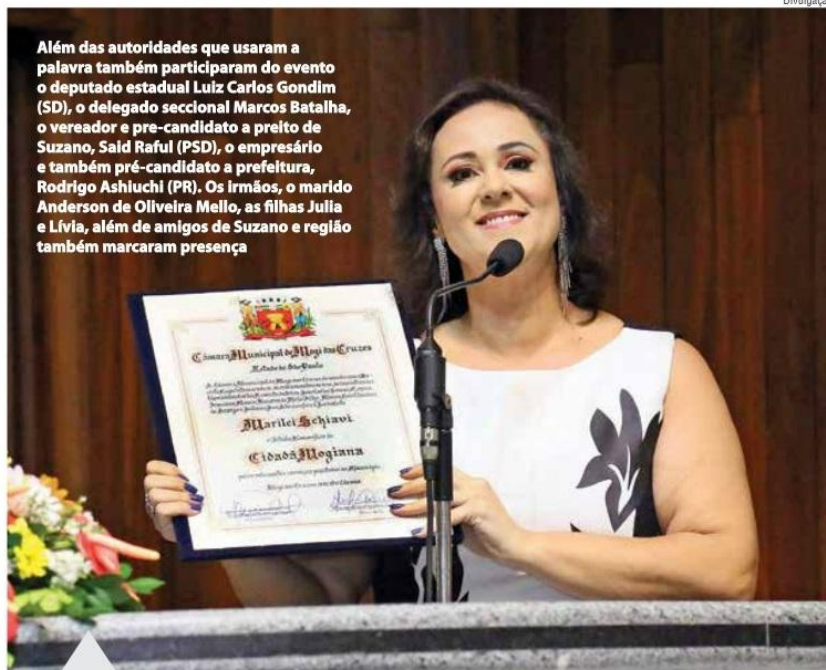 Divulgaçã
Além das autoridades que usaram a
palavra também participaram do evento
o deputado estadual Luiz Carlos Gondim
(SD), o delegado seccional Marcos Batalha,
o vereador e pre-candidato a preito de
Suzano, Said Raful (PSD), o empresário
e também pré-candidato a prefeitura,
Rodrigo Ashiuchi (PR). Os irmãos, o marido
Anderson de Oliveira Mello, as filhas Julia
e Lívia, além de amigos de Suzano e região
também marcaram presença
Câmara Municipal de Mogi das Cruzes
Estado de São Paulo
Marilei Schiavi
Cidadã Mogiana